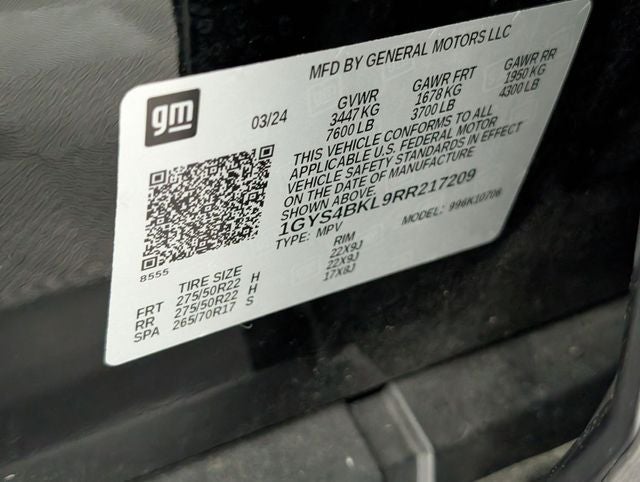 MFD BY GENERAL MOTORS LLC
gm
03/24
GVWR GAWR FRT GAWR RR
3447 KG 1678 KG 1950 KG
7600 LB 3700 LB 4300 LB
THIS VEHICLE CONFORMS TO ALL
APPLICABLE U.S. FEDERAL MOTOR
VEHICLE SAFETY STANDARDS IN EFFECT
ON THE DATE OF MANUFACTURE
SHOWN ABOVE.
1GYS4BKL9RR217209
TYPE: MPV MODEL: 996K10706
8555
TIRE SIZE RIM
FRT 275/50R22 H 22X9J
RR 275/50R22 H 22X9J
SPA 265/70R17 S 17X8J